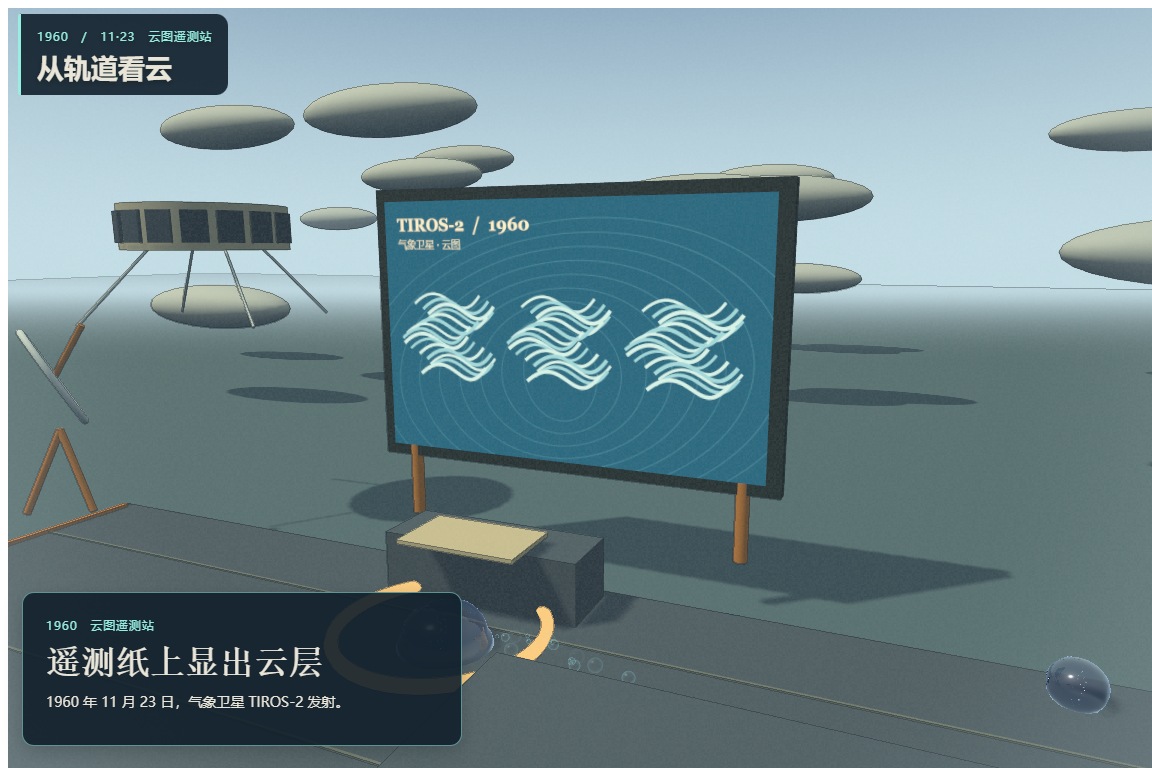 1960 / 11·23 云图遥测站
从轨道看云
TIROS-2 / 1960
气象卫星·云图
1960 云图遥测站
遥测纸上显出云层
1960 年 11 月 23 日，气象卫星 TIROS-2 发射。